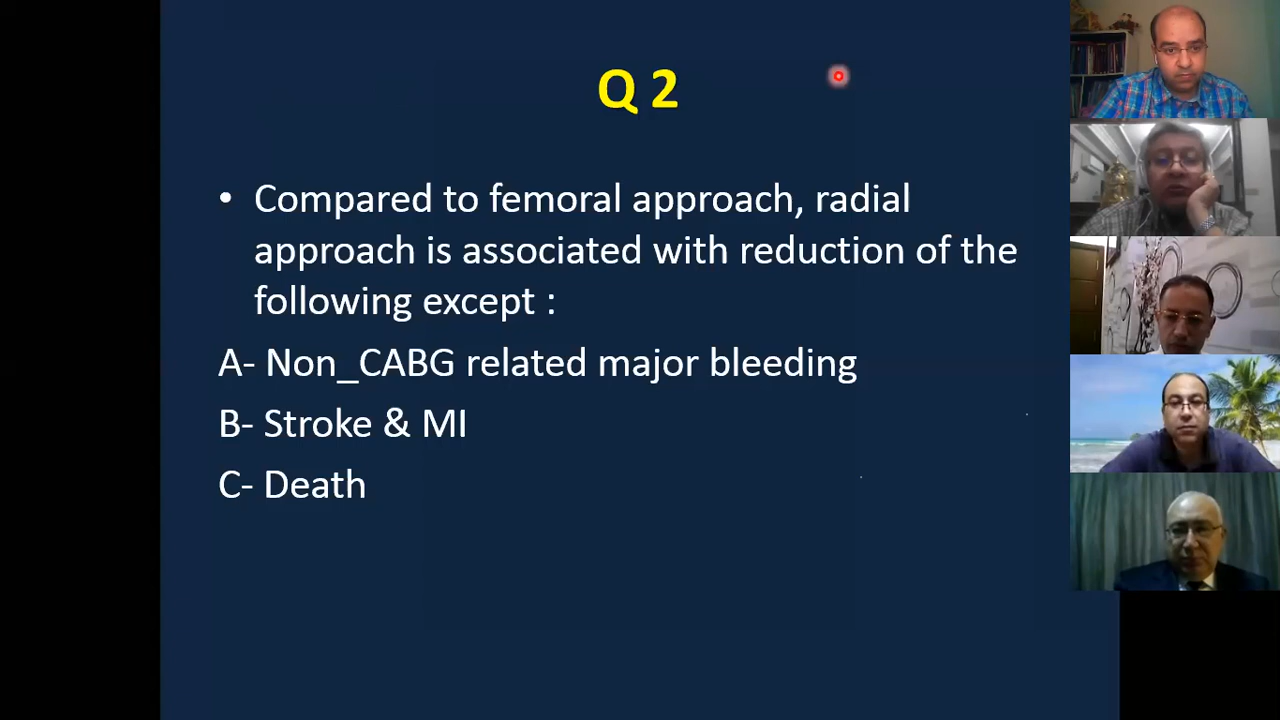 Q 2
• Compared to femoral approach, radial
approach is associated with reduction of the
following except :
A- Non_CABG related major bleeding
B- Stroke & MI
C- Death